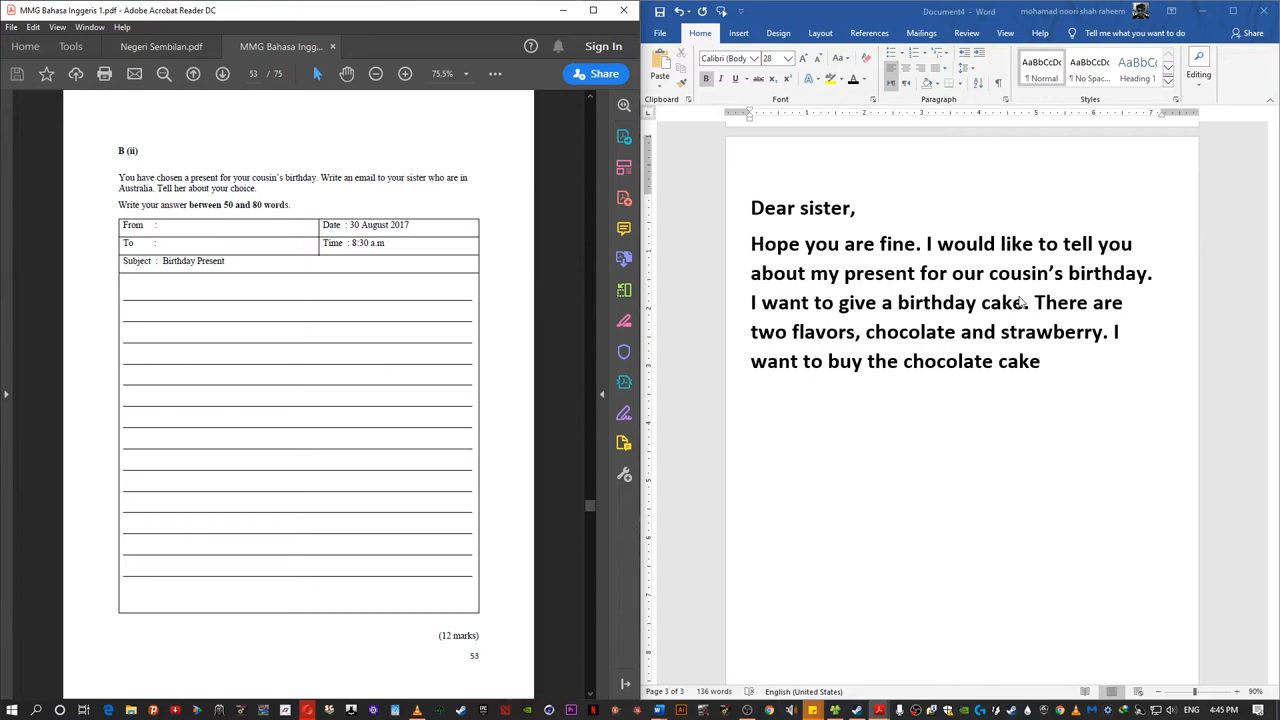 MMG Bahasa Inggeris 1.pdf - Adobe Acrobat Reader DC
File Edit View Window Help
Home Tools Negeri Sembilan.pdf MMG Bahasa Ingg... × Sign In
53 / 75 75.5% Share
B (ii)
You have chosen a present for your cousin's birthday. Write an email to your sister who are in
Australia. Tell her about your choice.
Write your answer between 50 and 80 words.
From : Date : 30 August 2017
To : Time : 8:30 a.m
Subject : Birthday Present
(12 marks)
53
Document4 - Word mohamad noori shah raheem
File Home Insert Design Layout References Mailings Review View Help Tell me what you want to do Share
Paste Calibri (Body) 28 Aa AaBbCcDc AaBbCcDc AaBbCc Editing
B I U abc x₂ x² A ¶ Normal ¶ No Spac... Heading 1
Clipboard Font Paragraph Styles
Dear sister,
Hope you are fine. I would like to tell you
about my present for our cousin’s birthday.
I want to give a birthday cake. There are
two flavors, chocolate and strawberry. I
want to buy the chocolate cake
Page 3 of 3 136 words English (United States) 90%
ENG 4:45 PM